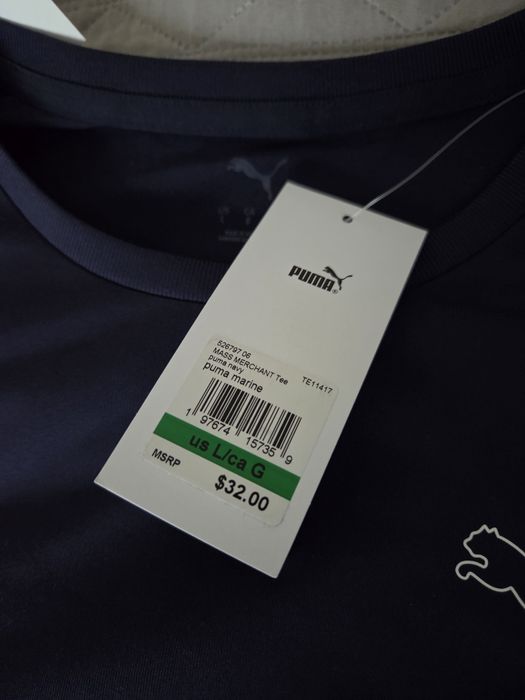 PUMA®
526797 06
MASS MERCHANT Tee TE11417
puma navy
puma marine
1 97674 15735 9
us L/ca G
MSRP $32.00